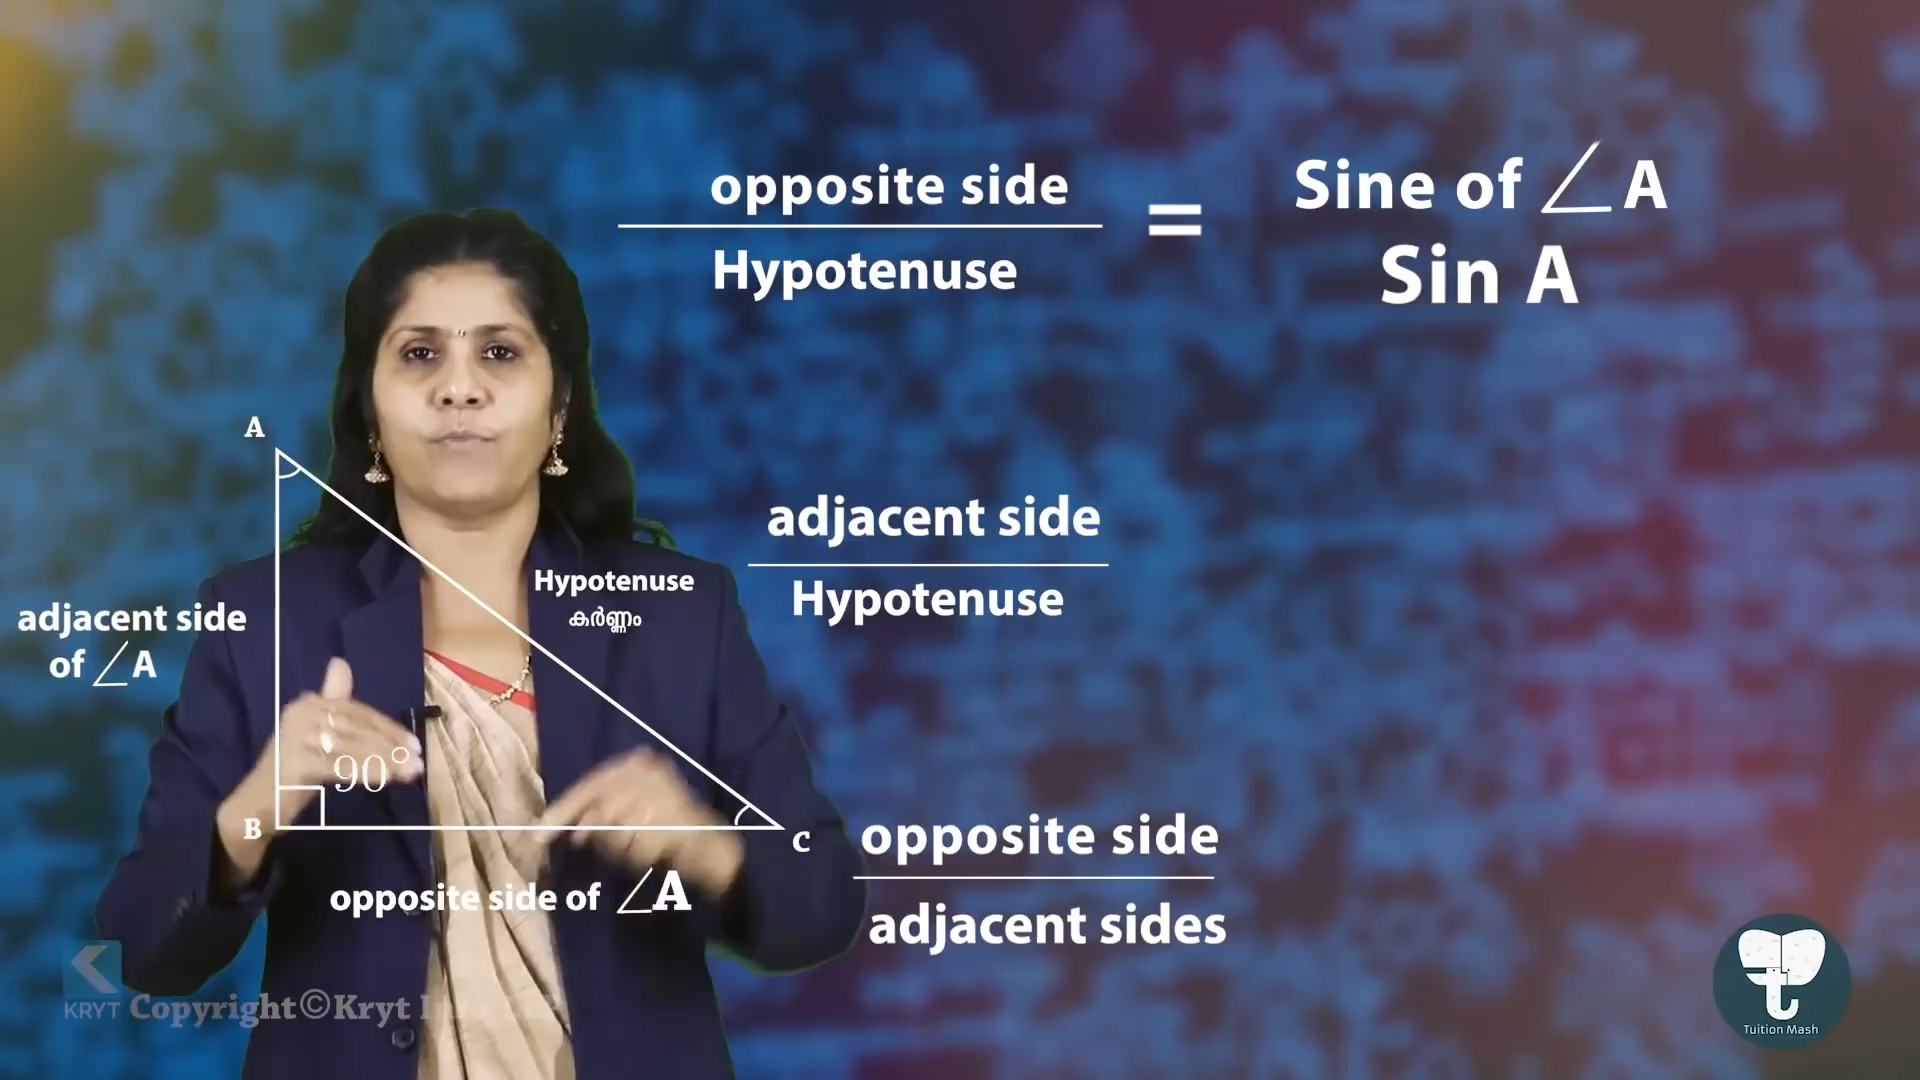 opposite side
Hypotenuse
=
Sine of ∠A
Sin A
A
adjacent side
of ∠A
Hypotenuse
കർണ്ണം
90°
B
C
opposite side of ∠A
adjacent side
Hypotenuse
opposite side
adjacent sides
KRYT
Copyright©Kryt
Tuition Mash